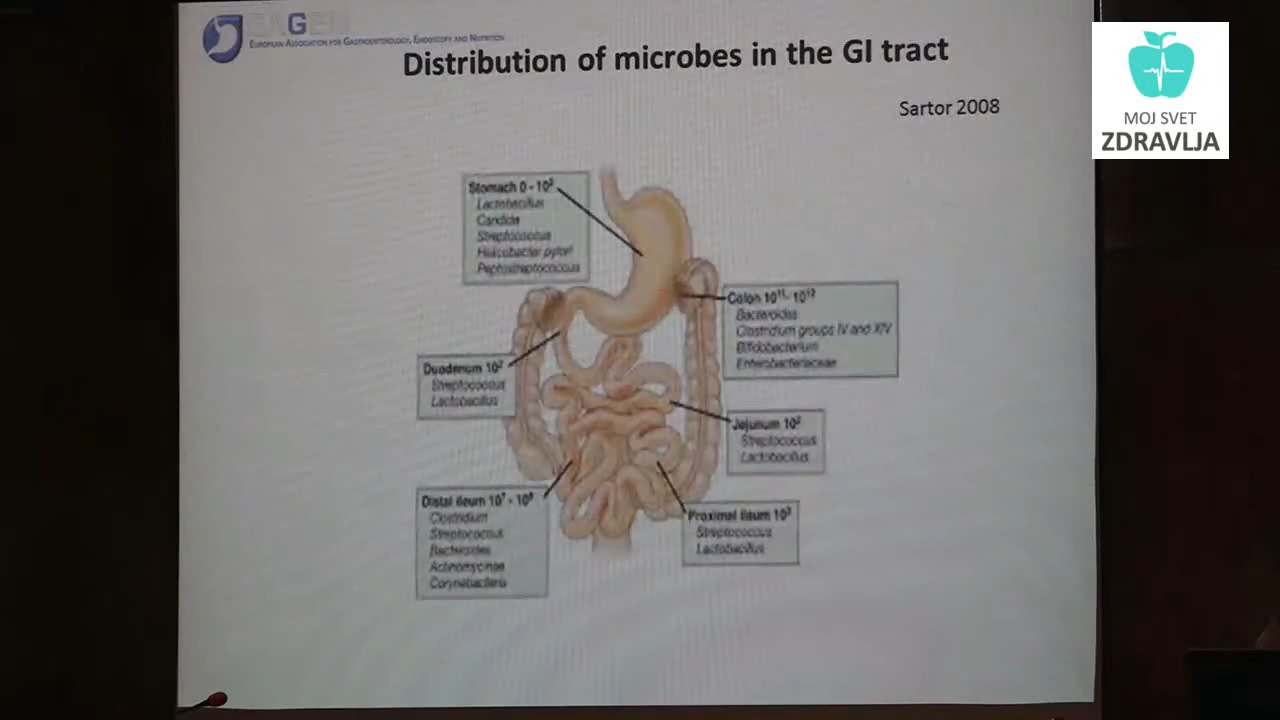 EAGEN
EUROPEAN ASSOCIATION FOR GASTROENTEROLOGY, ENDOSCOPY AND NUTRITION
Distribution of microbes in the GI tract
Sartor 2008
MOJ SVET
ZDRAVLJA
Stomach 0 - 10²
Lactobacillus
Candida
Streptococcus
Helicobacter pylori
Peptostreptococcus
Colon 10¹¹- 10¹²
Bacteroides
Clostridium groups IV and XIV
Bifidobacterium
Enterobacteriaceae
Duodenum 10²
Streptococcus
Lactobacillus
Jejunum 10²
Streptococcus
Lactobacillus
Distal ileum 10⁷ - 10⁸
Clostridium
Streptococcus
Bacteroides
Actinomycinae
Corynebacteria
Proximal Ileum 10³
Streptococcus
Lactobacillus